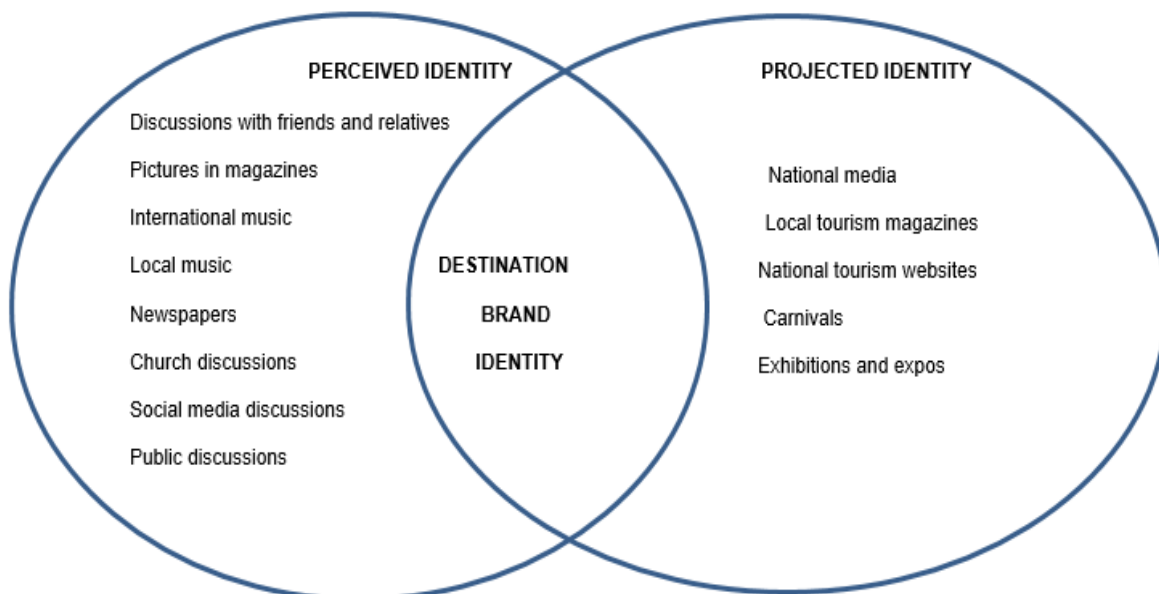 PERCEIVED IDENTITY
Discussions with friends and relatives
Pictures in magazines
International music
Local music
Newspapers
Church discussions
Social media discussions
Public discussions
DESTINATION
BRAND
IDENTITY
PROJECTED IDENTITY
National media
Local tourism magazines
National tourism websites
Carnivals
Exhibitions and expos